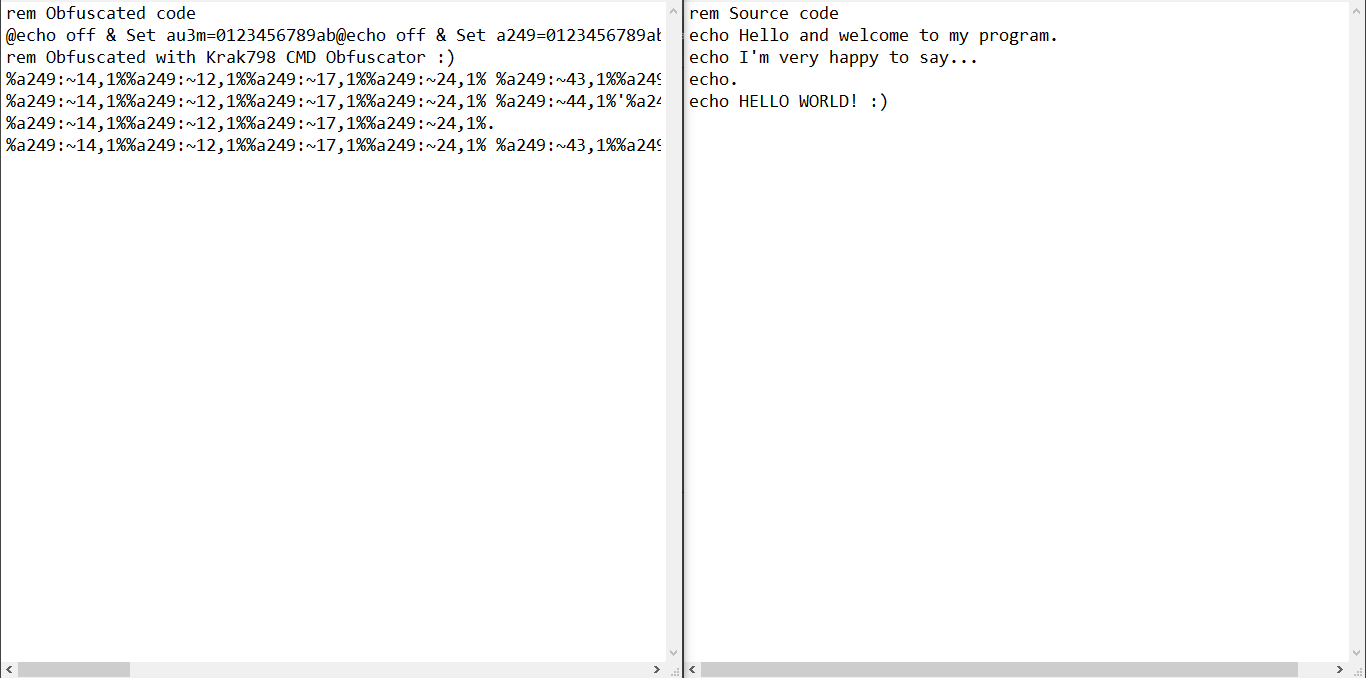 rem Obfuscated code
@echo off & Set au3m=0123456789ab@echo off & Set a249=0123456789ab
rem Obfuscated with Krak798 CMD Obfuscator :)
%a249:~14,1%%a249:~12,1%%a249:~17,1%%a249:~24,1% %a249:~43,1%%a249
%a249:~14,1%%a249:~12,1%%a249:~17,1%%a249:~24,1% %a249:~44,1%'%a24
%a249:~14,1%%a249:~12,1%%a249:~17,1%%a249:~24,1%.
%a249:~14,1%%a249:~12,1%%a249:~17,1%%a249:~24,1% %a249:~43,1%%a249
rem Source code
echo Hello and welcome to my program.
echo I'm very happy to say...
echo.
echo HELLO WORLD! :)